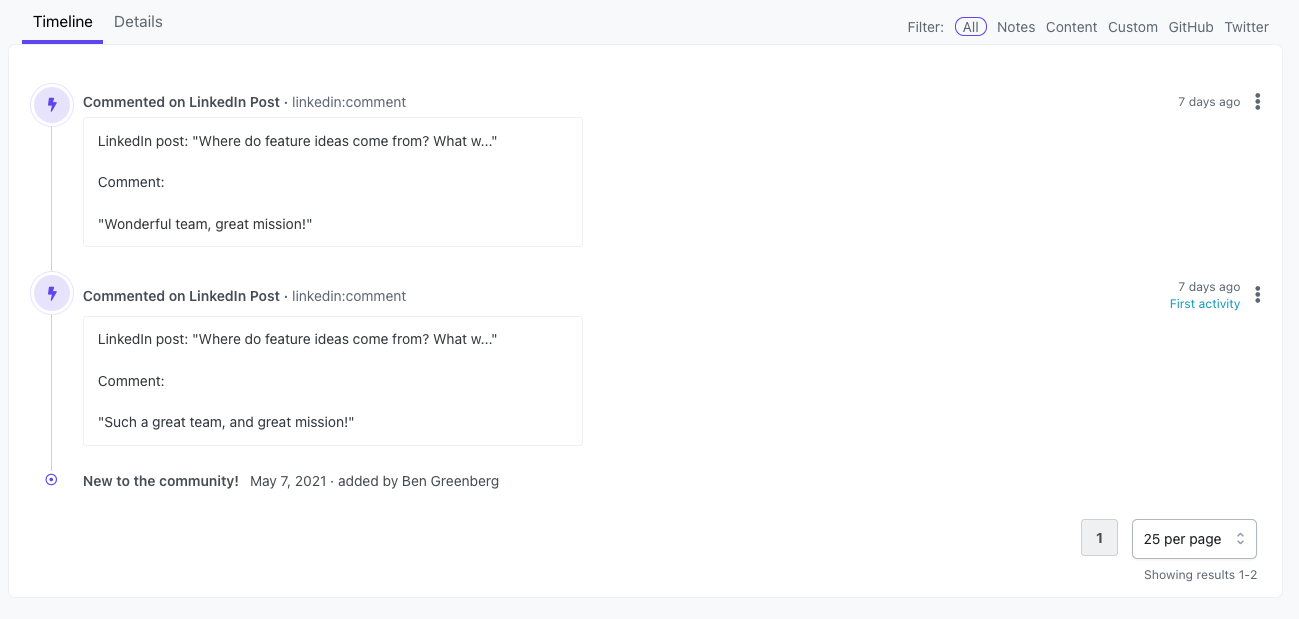 Timeline Details
Filter: All Notes Content Custom GitHub Twitter
Commented on LinkedIn Post · linkedin:comment 7 days ago
LinkedIn post: "Where do feature ideas come from? What w..."
Comment:
"Wonderful team, great mission!"
Commented on LinkedIn Post · linkedin:comment 7 days ago
First activity
LinkedIn post: "Where do feature ideas come from? What w..."
Comment:
"Such a great team, and great mission!"
New to the community! May 7, 2021 · added by Ben Greenberg
1 25 per page
Showing results 1-2